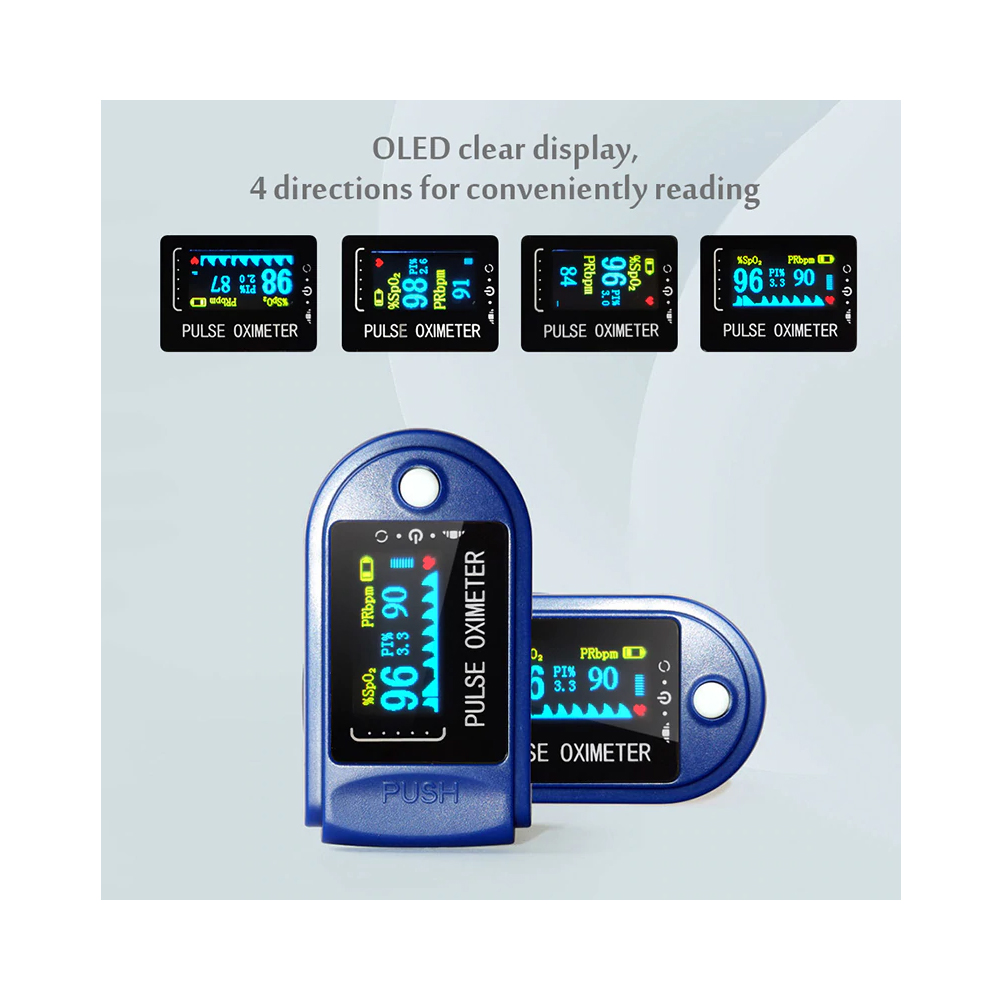 OLED clear display,
4 directions for conveniently reading
%SpO₂ PI% PRbpm
98 2.0 87
PULSE OXIMETER
%SpO₂ PI% PRbpm
98 2.6 91
PULSE OXIMETER
%SpO₂ PI% PRbpm
96 3.0 84
PULSE OXIMETER
%SpO₂ PI% PRbpm
96 3.3 90
PULSE OXIMETER
%SpO₂ PI% PRbpm
96 3.3 90
PULSE OXIMETER
PUSH
O₂ PI% PRbpm
6 3.3 90
SE OXIMETER